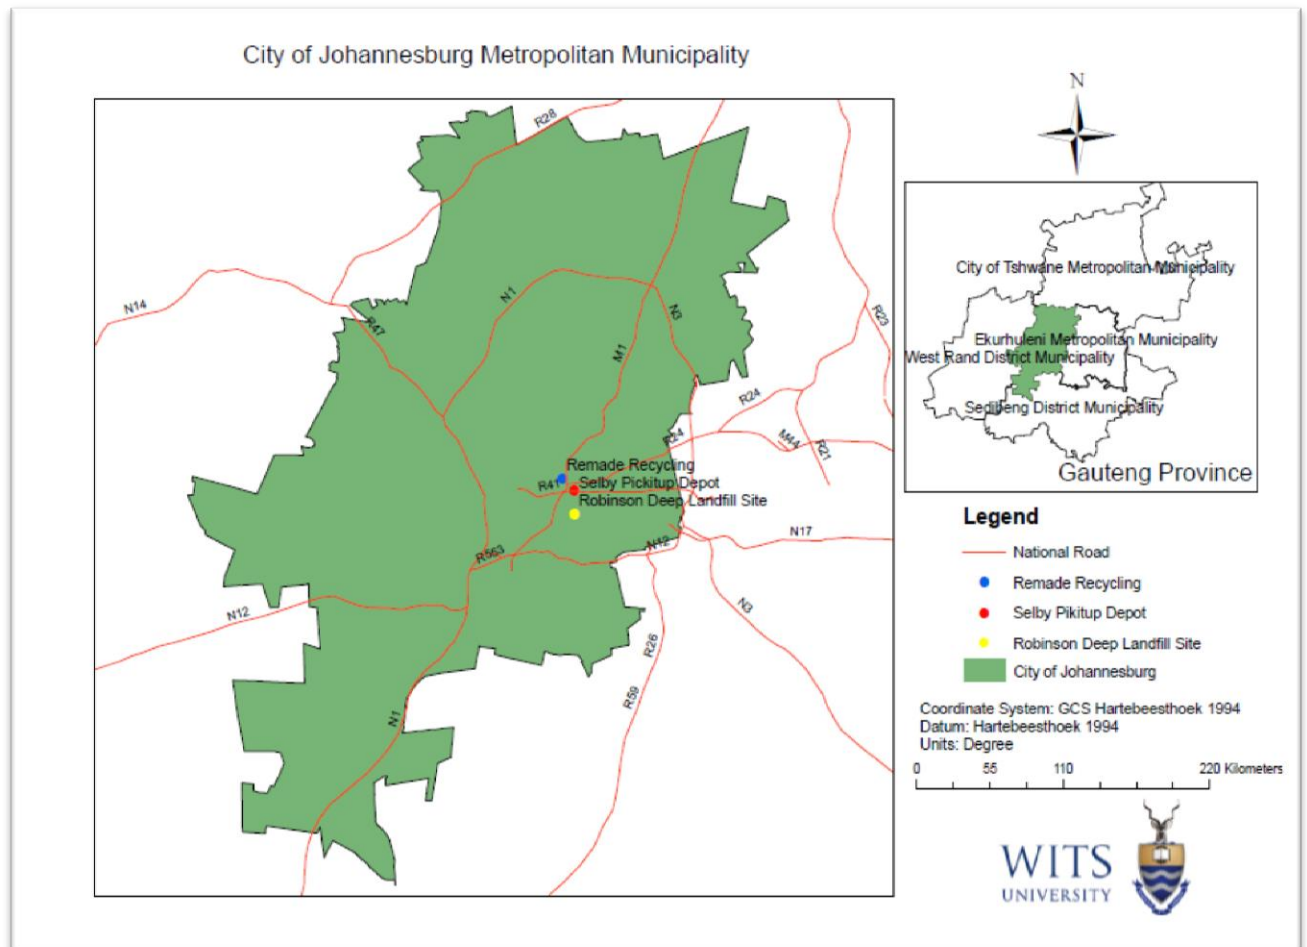 City of Johannesburg Metropolitan Municipality
N
R28
N14
R47
N1
N3
M1
R23
R24
R24
M44
R21
Remade Recycling
R41
Selby Pickitup Depot
Robinson Deep Landfill Site
N17
N12
R563
N12
N3
R26
R59
N1
City of Tshwane Metropolitan Municipality
Ekurhuleni Metropolitan Municipality
West Rand District Municipality
Sedibeng District Municipality
Gauteng Province
Legend
National Road
Remade Recycling
Selby Pikitup Depot
Robinson Deep Landfill Site
City of Johannesburg
Coordinate System: GCS Hartebeesthoek 1994
Datum: Hartebeesthoek 1994
Units: Degree
0 55 110 220 Kilometers
WITS
UNIVERSITY